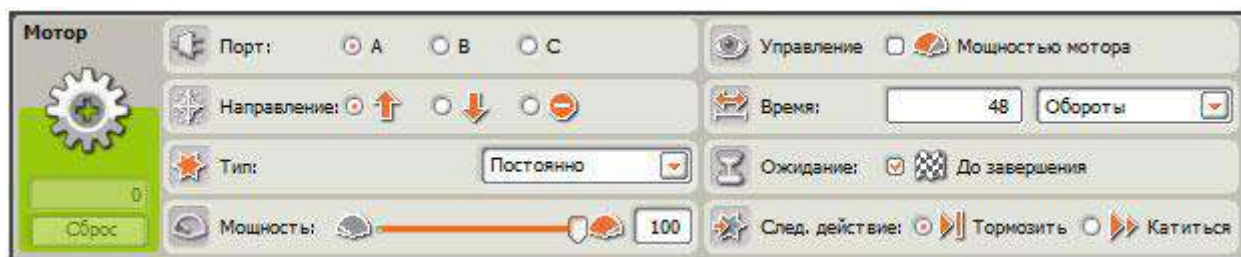 Мотор
Порт: A B C
Управление Мощностью мотора
Направление:
Время: 48 Обороты
Тип: Постоянно
Ожидание: До завершения
0
Сброс
Мощность: 100
След. действие: Тормозить Катиться